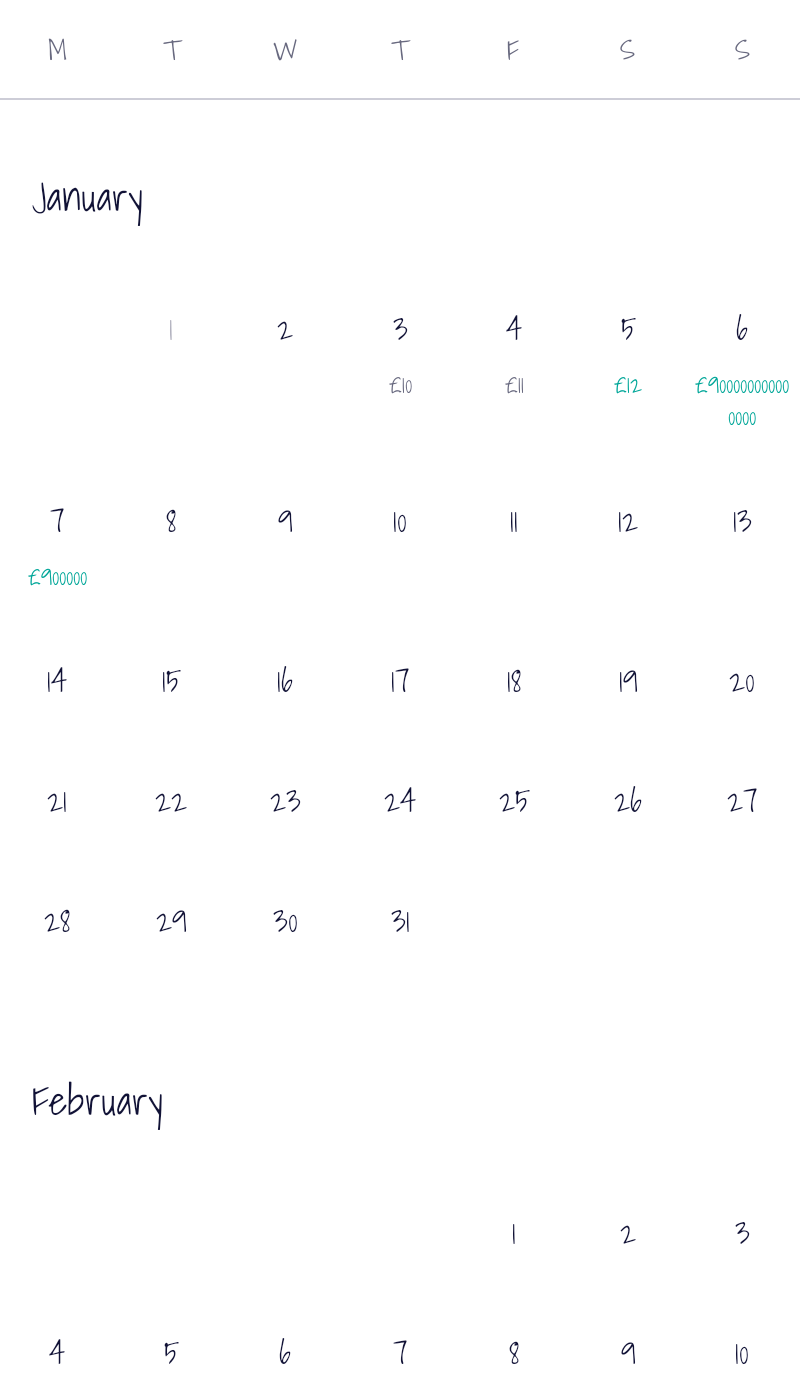 M T W T F S S
January
1 2 3 4 5 6
£10 £11 £12 £90000000000
0000
7 8 9 10 11 12 13
£900000
14 15 16 17 18 19 20
21 22 23 24 25 26 27
28 29 30 31
February
1 2 3
4 5 6 7 8 9 10